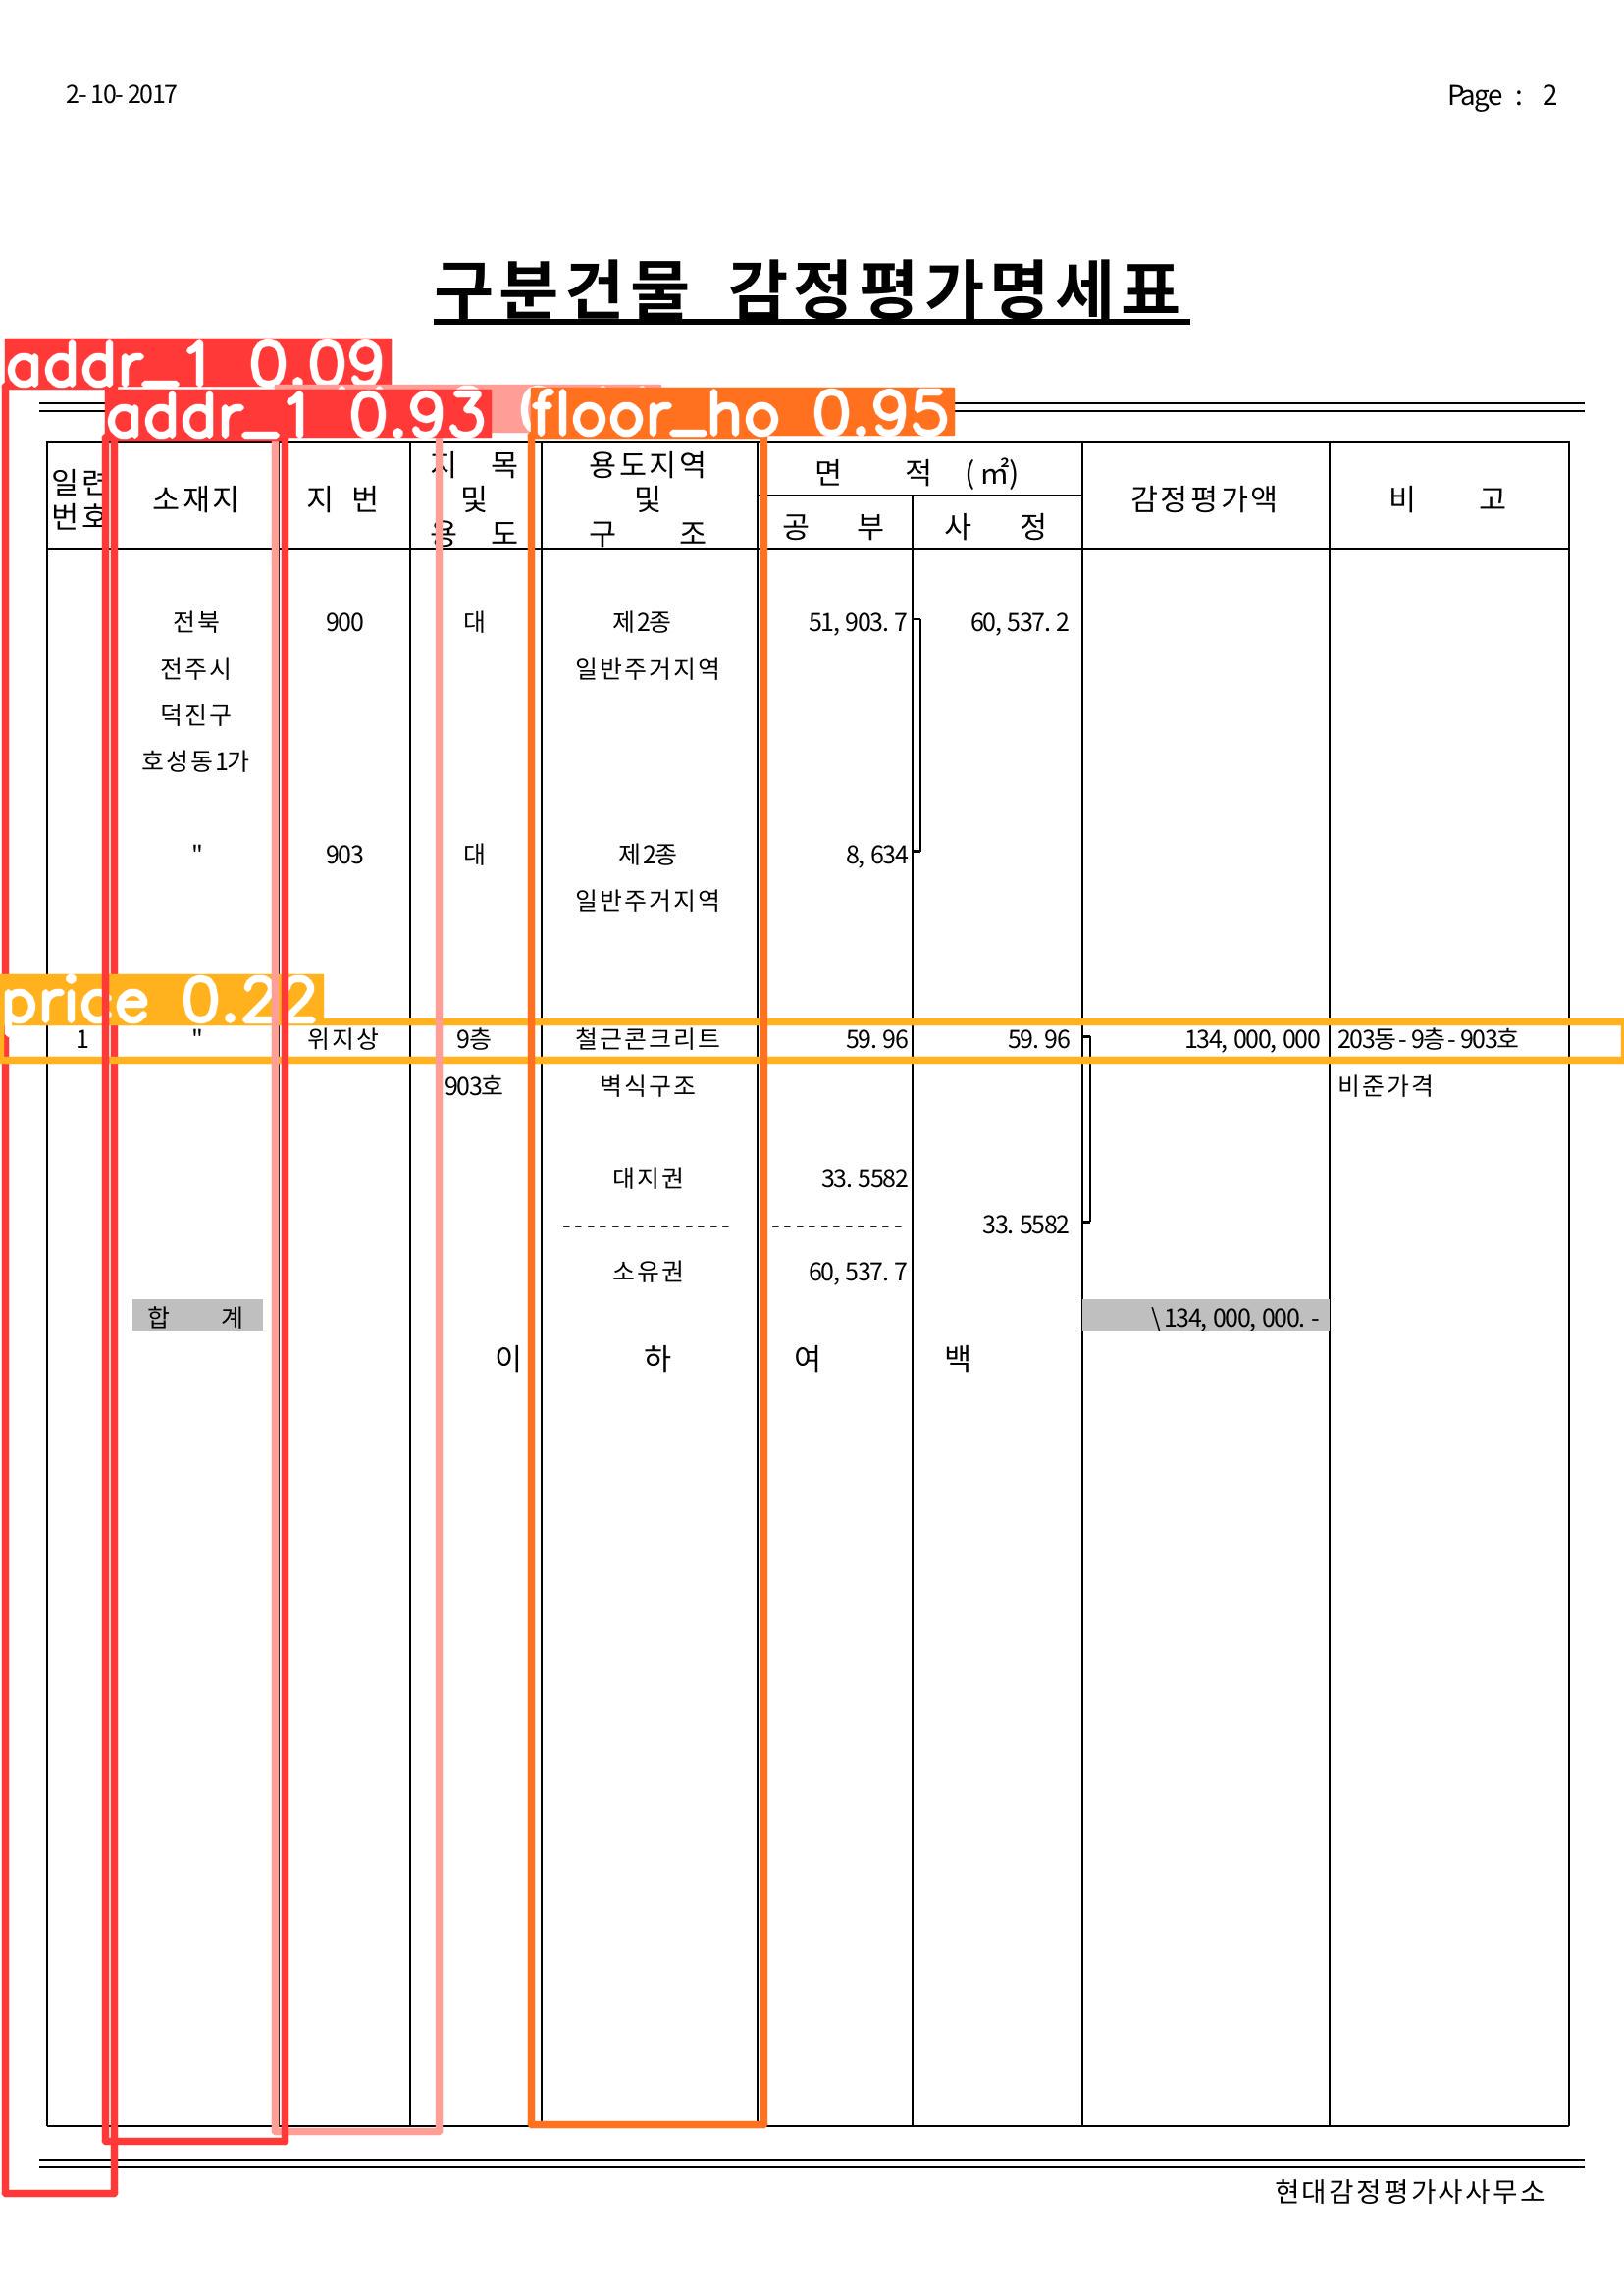 2-10-2017 Page : 2
구분건물 감정평가명세표
addr_1 0.09
addr_1 0.93 floor_ho 0.95
일련번호 소재지 지 번 지 목 및 용 도 용도지역 및 구 조 면 적 (㎡) 공 부 사 정 감정평가액 비 고
전북 900 대 제2종 51,903.7 60,537.2
전주시 일반주거지역
덕진구
호성동1가
" 903 대 제2종 8,634
일반주거지역
price 0.22
1 " 위지상 9층 철근콘크리트 59.96 59.96 134,000,000 203동-9층-903호
903호 벽식구조 비준가격
대지권 33.5582
-------------- ----------- 33.5582
소유권 60,537.7
합 계 \134,000,000.-
이 하 여 백
현대감정평가사사무소